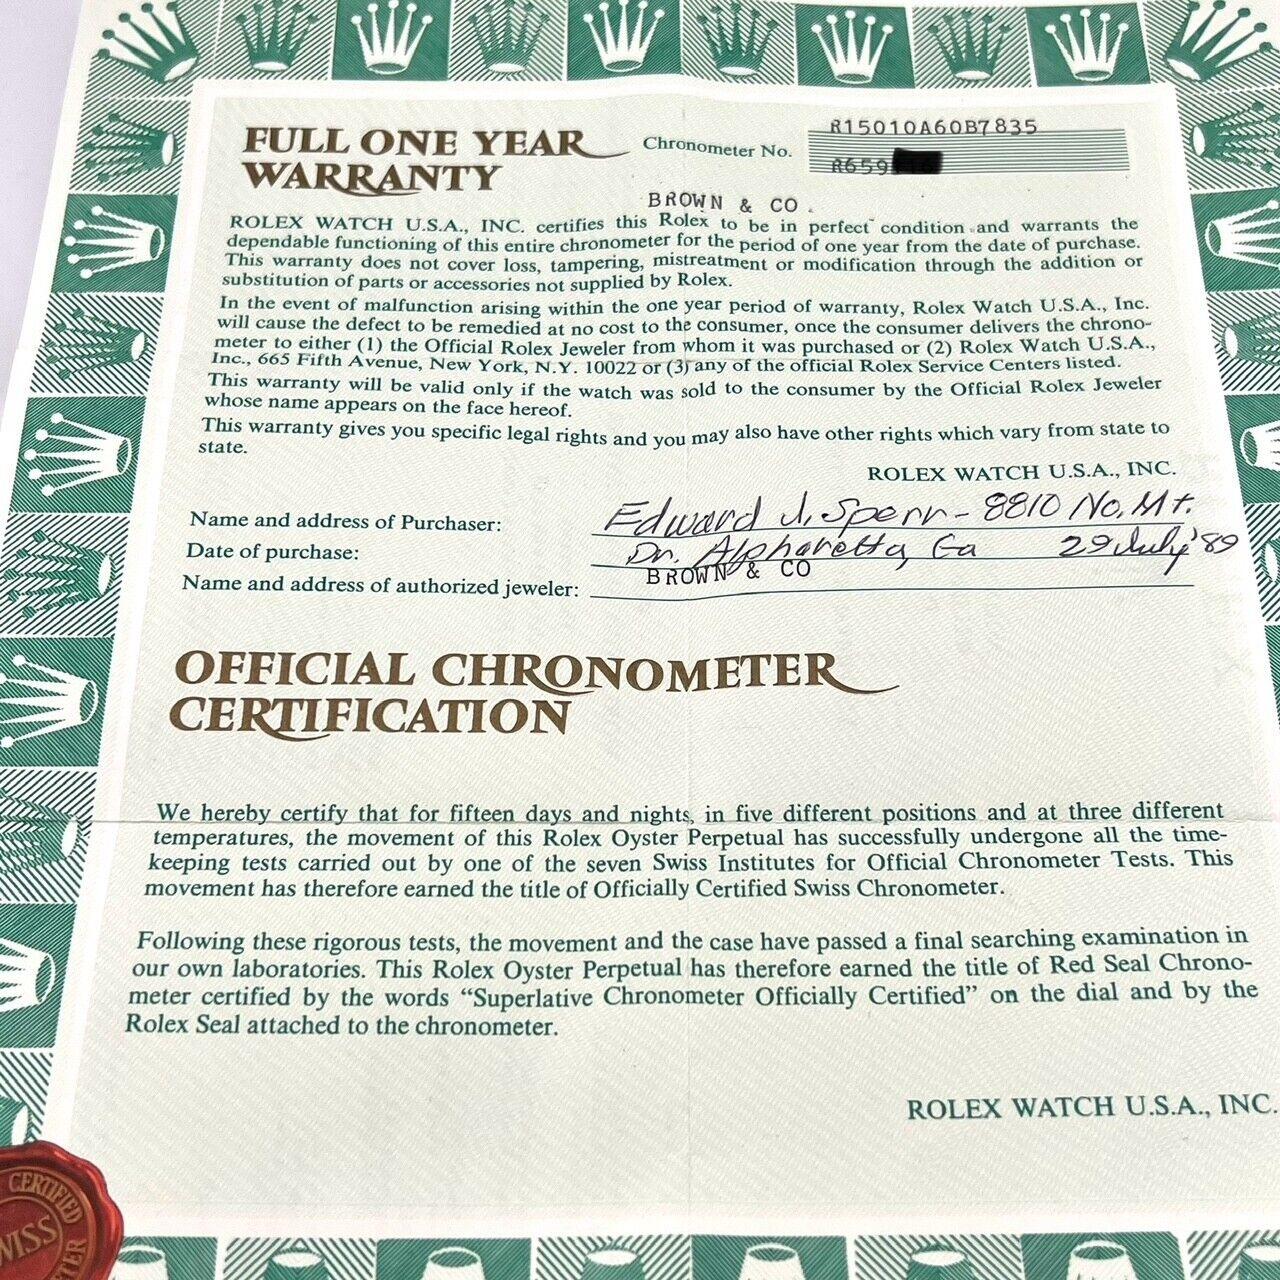 FULL ONE YEAR
WARRANTY
Chronometer No.
R15010A60B7835
R659
BROWN & CO.
ROLEX WATCH U.S.A., INC. certifies this Rolex to be in perfect condition and warrants the
dependable functioning of this entire chronometer for the period of one year from the date of purchase.
This warranty does not cover loss, tampering, mistreatment or modification through the addition or
substitution of parts or accessories not supplied by Rolex.
In the event of malfunction arising within the one year period of warranty, Rolex Watch U.S.A., Inc.
will cause the defect to be remedied at no cost to the consumer, once the consumer delivers the chrono-
meter to either (1) the Official Rolex Jeweler from whom it was purchased or (2) Rolex Watch U.S.A.,
Inc., 665 Fifth Avenue, New York, N.Y. 10022 or (3) any of the official Rolex Service Centers listed.
This warranty will be valid only if the watch was sold to the consumer by the Official Rolex Jeweler
whose name appears on the face hereof.
This warranty gives you specific legal rights and you may also have other rights which vary from state to
state.
ROLEX WATCH U.S.A., INC.
Name and address of Purchaser: Edward J. Sperr - 8810 No. Mt.
Date of purchase: Dr. Alpharetta, Ga 29 July '89
Name and address of authorized jeweler: BROWN & CO
OFFICIAL CHRONOMETER
CERTIFICATION
We hereby certify that for fifteen days and nights, in five different positions and at three different
temperatures, the movement of this Rolex Oyster Perpetual has successfully undergone all the time-
keeping tests carried out by one of the seven Swiss Institutes for Official Chronometer Tests. This
movement has therefore earned the title of Officially Certified Swiss Chronometer.
Following these rigorous tests, the movement and the case have passed a final searching examination in
our own laboratories. This Rolex Oyster Perpetual has therefore earned the title of Red Seal Chrono-
meter certified by the words “Superlative Chronometer Officially Certified” on the dial and by the
Rolex Seal attached to the chronometer.
ROLEX WATCH U.S.A., INC.
CERTIFIED